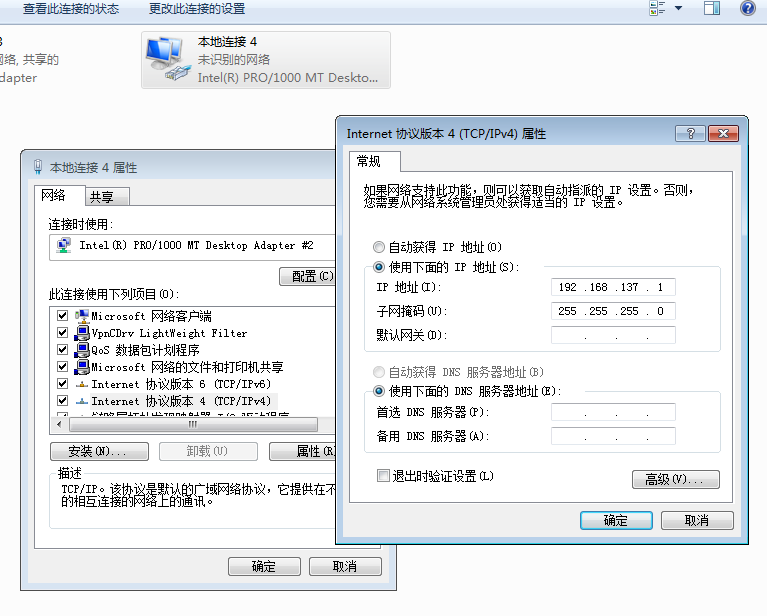 查看此连接的状态 更改此连接的设置
本地连接 4
络, 共享的 未识别的网络
dapter Intel(R) PRO/1000 MT Deskto...
Internet 协议版本 4 (TCP/IPv4) 属性
常规
如果网络支持此功能，则可以获取自动指派的 IP 设置。否则，
您需要从网络系统管理员处获得适当的 IP 设置。
自动获得 IP 地址(O)
使用下面的 IP 地址(S):
IP 地址(I): 192 .168 .137 . 1
子网掩码(U): 255 .255 .255 . 0
默认网关(D): . . .
自动获得 DNS 服务器地址(B)
使用下面的 DNS 服务器地址(E):
首选 DNS 服务器(P): . . .
备用 DNS 服务器(A): . . .
退出时验证设置(L)
高级(V)...
确定 取消
本地连接 4 属性
网络 共享
连接时使用:
Intel(R) PRO/1000 MT Desktop Adapter #2
配置(C)
此连接使用下列项目(O):
Microsoft 网络客户端
VpnCDrv LightWeight Filter
QoS 数据包计划程序
Microsoft 网络的文件和打印机共享
Internet 协议版本 6 (TCP/IPv6)
Internet 协议版本 4 (TCP/IPv4)
安装(N)... 卸载(U) 属性(R
描述
TCP/IP。该协议是默认的广域网络协议，它提供在不
的相互连接的网络上的通讯。
确定 取消